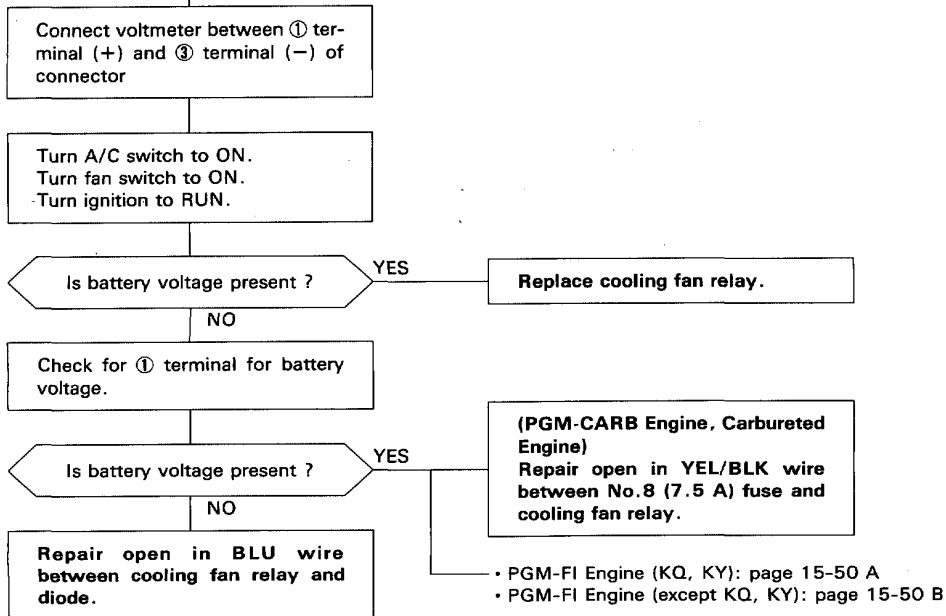 Connect voltmeter between ① ter-
minal (+) and ③ terminal (−) of
connector
Turn A/C switch to ON.
Turn fan switch to ON.
Turn ignition to RUN.
Is battery voltage present ?
YES
Replace cooling fan relay.
NO
Check for ① terminal for battery
voltage.
Is battery voltage present ?
YES
(PGM-CARB Engine, Carbureted
Engine)
Repair open in YEL/BLK wire
between No.8 (7.5 A) fuse and
cooling fan relay.
NO
Repair open in BLU wire
between cooling fan relay and
diode.
• PGM-FI Engine (KQ, KY): page 15-50 A
• PGM-FI Engine (except KQ, KY): page 15-50 B